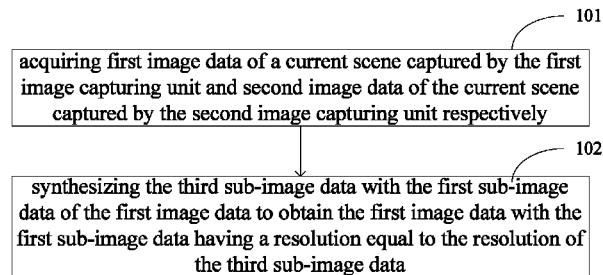 101
acquiring first image data of a current scene captured by the first
image capturing unit and second image data of the current scene
captured by the second image capturing unit respectively
102
synthesizing the third sub-image data with the first sub-image
data of the first image data to obtain the first image data with the
first sub-image data having a resolution equal to the resolution of
the third sub-image data